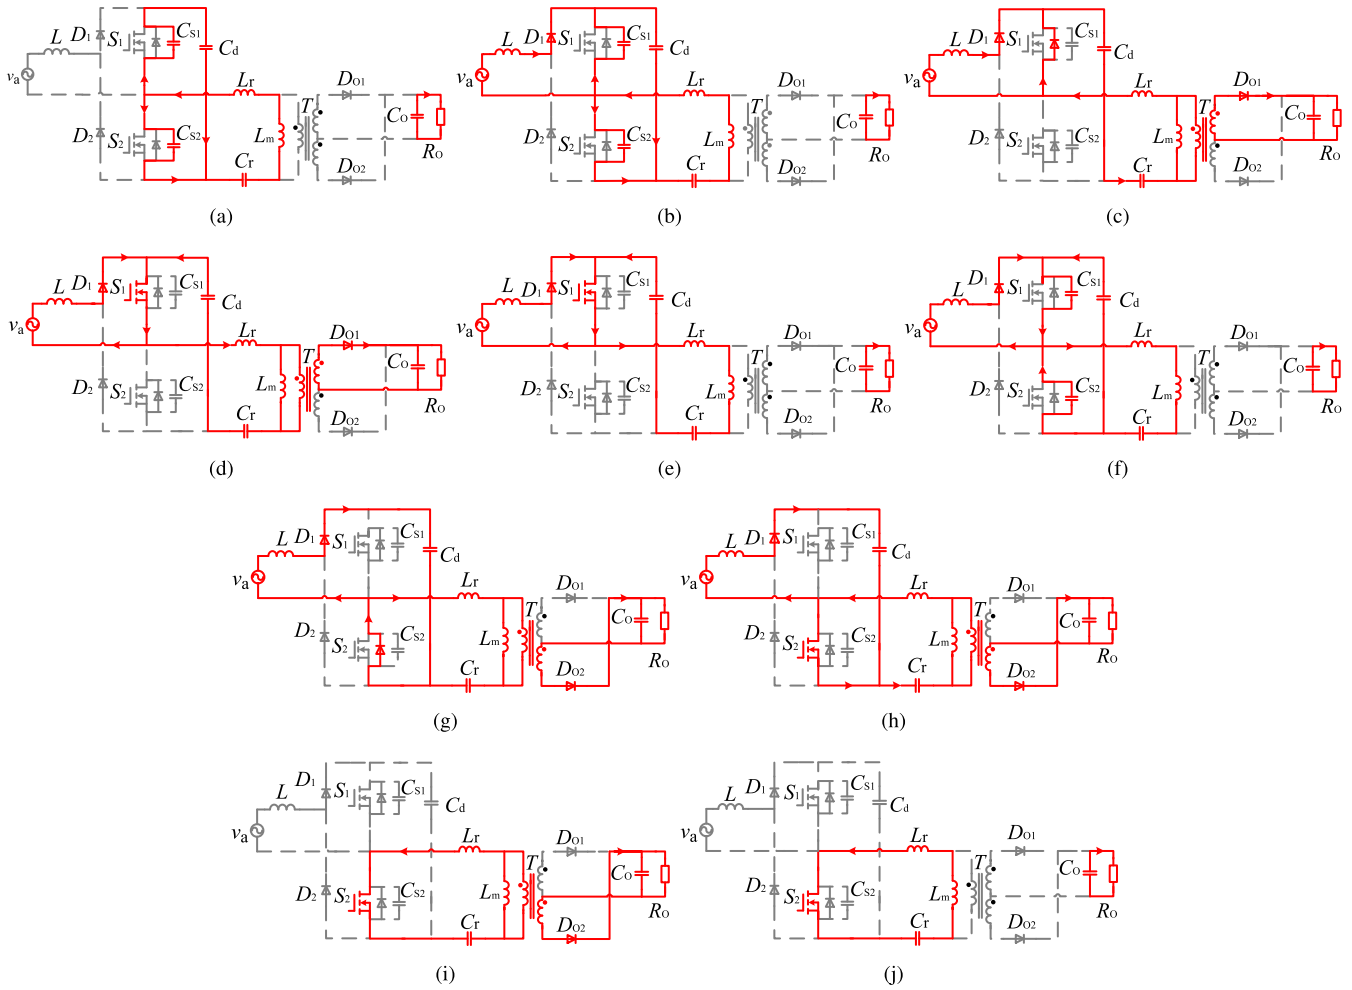 L D1 S1 CS1 Cd
va Lr DO1
T CO
D2 S2 CS2 Lm
Cr DO2 RO
(a)
L D1 S1 CS1 Cd
va Lr DO1
T CO
D2 S2 CS2 Lm
Cr DO2 RO
(b)
L D1 S1 CS1 Cd
va Lr DO1
T CO
D2 S2 CS2 Lm
Cr DO2 RO
(c)
L D1 S1 CS1 Cd
va Lr DO1
T CO
D2 S2 CS2 Lm
Cr DO2 RO
(d)
L D1 S1 CS1 Cd
va Lr DO1
T CO
D2 S2 CS2 Lm
Cr DO2 RO
(e)
L D1 S1 CS1 Cd
va Lr DO1
T CO
D2 S2 CS2 Lm
Cr DO2 RO
(f)
L D1 S1 CS1 Cd
va Lr DO1
T CO
D2 S2 CS2 Lm
Cr DO2 RO
(g)
L D1 S1 CS1 Cd
va Lr DO1
T CO
D2 S2 CS2 Lm
Cr DO2 RO
(h)
L D1 S1 CS1 Cd
va Lr DO1
T CO
D2 S2 CS2 Lm
Cr DO2 RO
(i)
L D1 S1 CS1 Cd
va Lr DO1
T CO
D2 S2 CS2 Lm
Cr DO2 RO
(j)